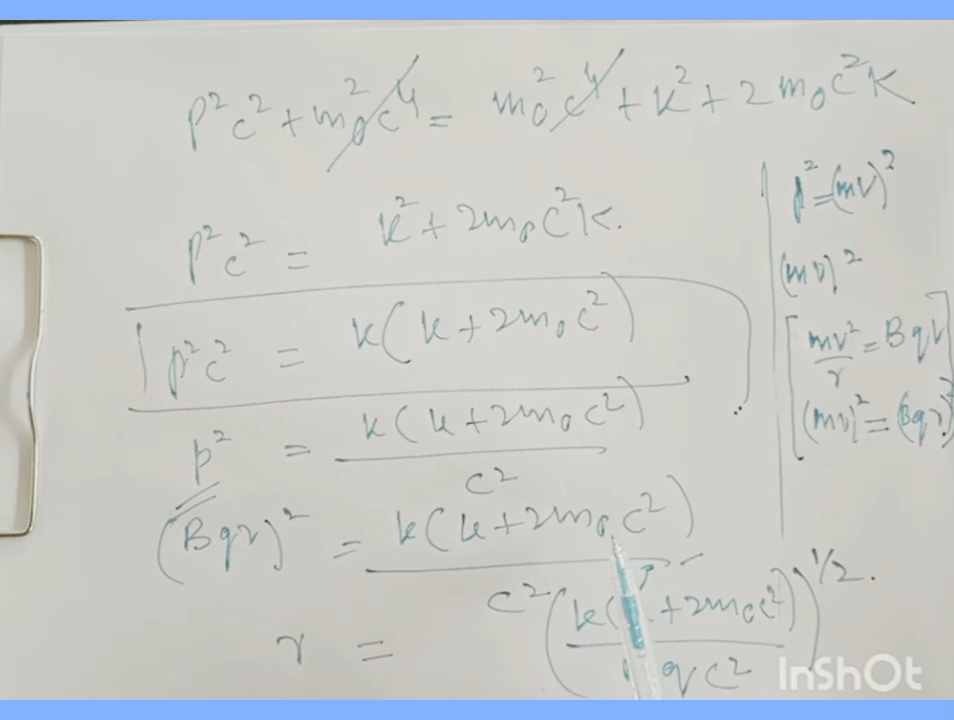 p²c² + m₀²c⁴ = m₀²c⁴ + k² + 2m₀c²k
p²c² = k² + 2m₀c²k.
p²c² = k(k + 2m₀c²)
p² = k(k + 2m₀c²) / c²
(Bqr)² = k(k + 2m₀c²) / c²
r = (k( + 2m₀c²) / qc²)^1/2.
p² = (mv)²
(mv)²
[mv²/r = Bqv
(mv)² = (Bqr)²]
InShOt